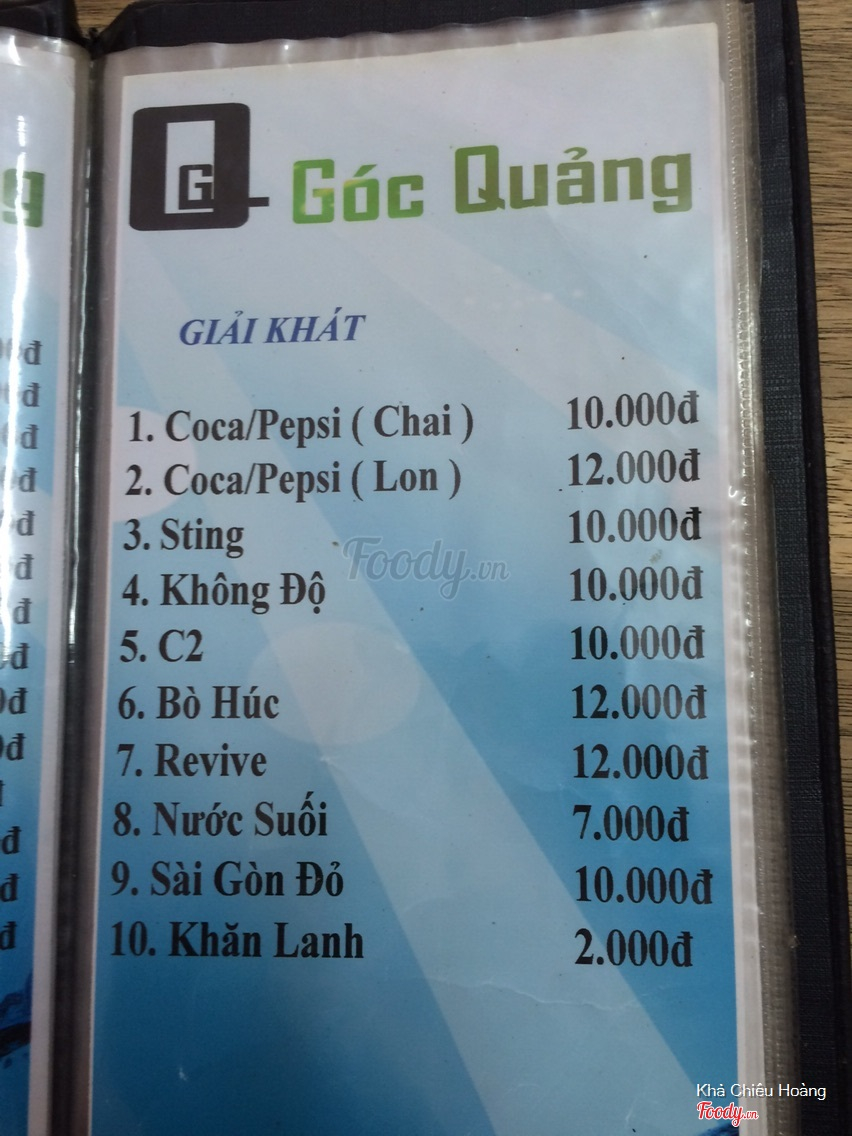 G
Góc Quảng
GIẢI KHÁT
1. Coca/Pepsi ( Chai ) 10.000đ
2. Coca/Pepsi ( Lon ) 12.000đ
3. Sting 10.000đ
Foody.vn
4. Không Độ 10.000đ
5. C2 10.000đ
6. Bò Húc 12.000đ
7. Revive 12.000đ
8. Nước Suối 7.000đ
9. Sài Gòn Đỏ 10.000đ
10. Khăn Lanh 2.000đ
Khả Chiêu Hoàng
Foody.vn